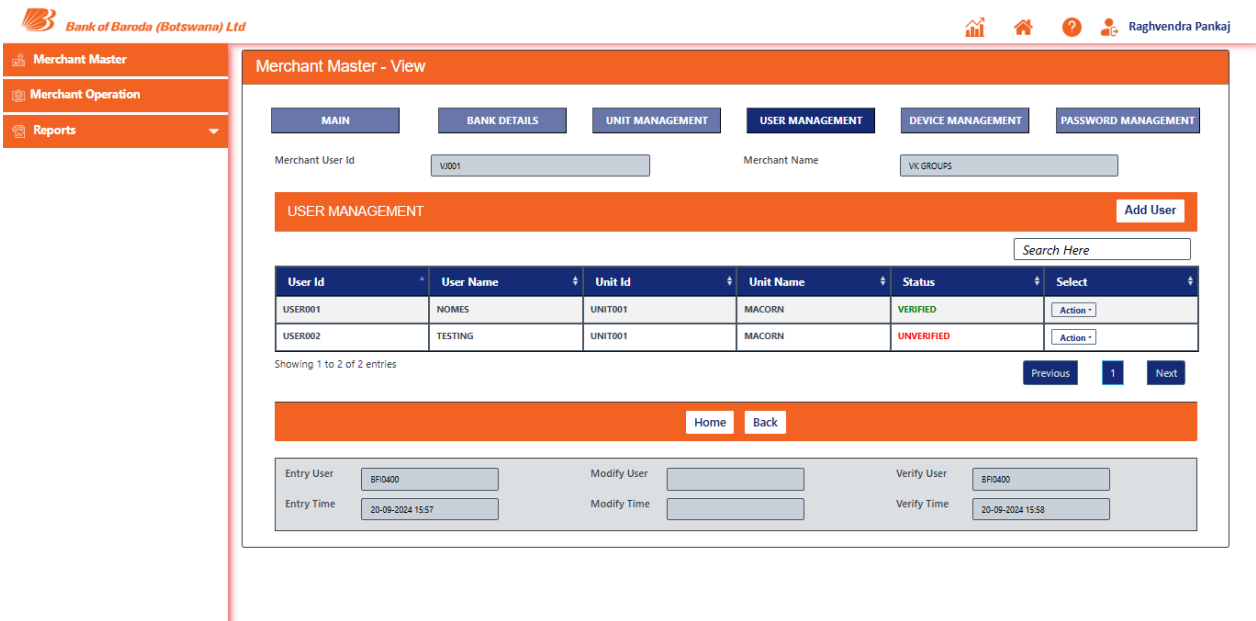 Bank of Baroda (Botswana) Ltd
Raghvendra Pankaj
Merchant Master
Merchant Operation
Reports
Merchant Master - View
MAIN BANK DETAILS UNIT MANAGEMENT USER MANAGEMENT DEVICE MANAGEMENT PASSWORD MANAGEMENT
Merchant User Id VJ001 Merchant Name VK GROUPS
USER MANAGEMENT Add User
Search Here
User Id User Name Unit Id Unit Name Status Select
USER001 NOMES UNIT001 MACORN VERIFIED Action
USER002 TESTING UNIT001 MACORN UNVERIFIED Action
Showing 1 to 2 of 2 entries
Previous 1 Next
Home Back
Entry User BFI0400 Modify User Verify User BFI0400
Entry Time 20-09-2024 15:57 Modify Time Verify Time 20-09-2024 15:58